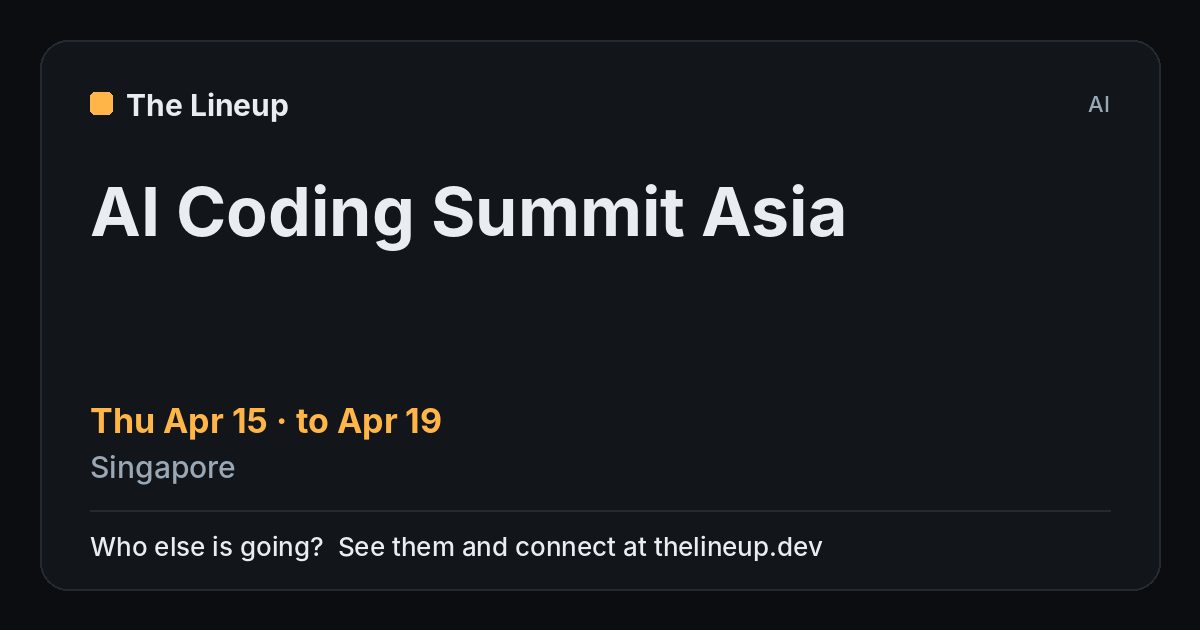 The Lineup
AI
AI Coding Summit Asia
Thu Apr 15 · to Apr 19
Singapore
Who else is going? See them and connect at thelineup.dev